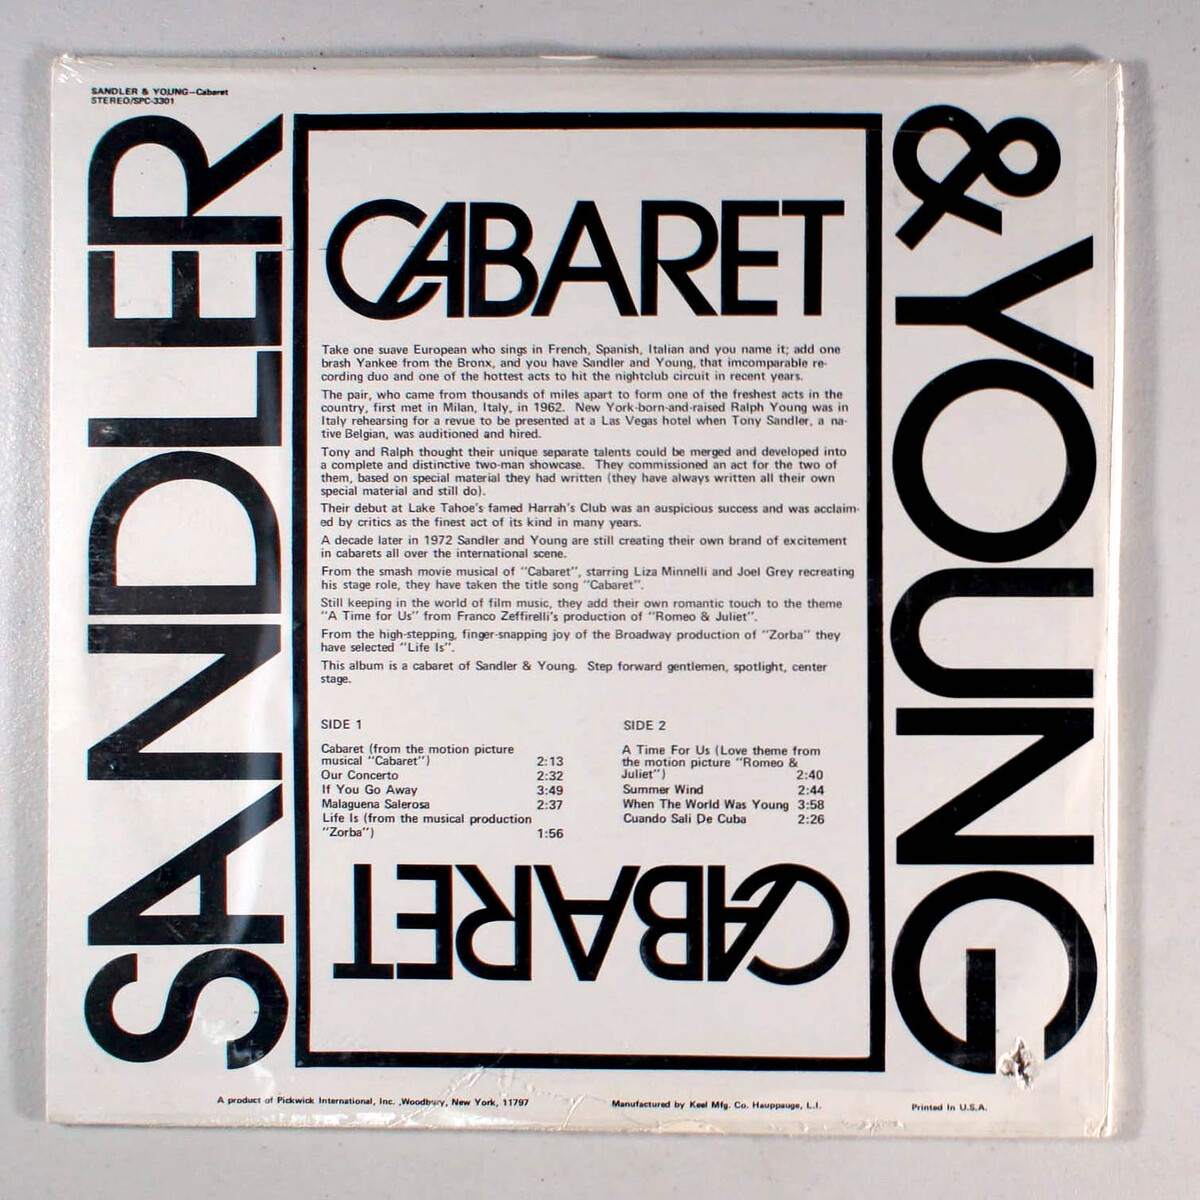 SANDLER & YOUNG—Cabaret
STEREO/SPC-3301
SANDLER
& YOUNG
CABARET
Take one suave European who sings in French, Spanish, Italian and you name it; add one
brash Yankee from the Bronx, and you have Sandler and Young, that imcomparable re-
cording duo and one of the hottest acts to hit the nightclub circuit in recent years.
The pair, who came from thousands of miles apart to form one of the freshest acts in the
country, first met in Milan, Italy, in 1962. New York-born-and-raised Ralph Young was in
Italy rehearsing for a revue to be presented at a Las Vegas hotel when Tony Sandler, a na-
tive Belgian, was auditioned and hired.
Tony and Ralph thought their unique separate talents could be merged and developed into
a complete and distinctive two-man showcase. They commissioned an act for the two of
them, based on special material they had written (they have always written all their own
special material and still do).
Their debut at Lake Tahoe's famed Harrah's Club was an auspicious success and was acclaim-
ed by critics as the finest act of its kind in many years.
A decade later in 1972 Sandler and Young are still creating their own brand of excitement
in cabarets all over the international scene.
From the smash movie musical of "Cabaret", starring Liza Minnelli and Joel Grey recreating
his stage role, they have taken the title song "Cabaret".
Still keeping in the world of film music, they add their own romantic touch to the theme
"A Time for Us" from Franco Zeffirelli's production of "Romeo & Juliet".
From the high-stepping, finger-snapping joy of the Broadway production of "Zorba" they
have selected "Life Is".
This album is a cabaret of Sandler & Young. Step forward gentlemen, spotlight, center
stage.
SIDE 1
Cabaret (from the motion picture
musical "Cabaret") 2:13
Our Concerto 2:32
If You Go Away 3:49
Malaguena Salerosa 2:37
Life Is (from the musical production
"Zorba") 1:56
SIDE 2
A Time For Us (Love theme from
the motion picture "Romeo &
Juliet") 2:40
Summer Wind 2:44
When The World Was Young 3:58
Cuando Sali De Cuba 2:26
CABARET
A product of Pickwick International, Inc. ,Woodbury, New York, 11797
Manufactured by Keel Mfg. Co. Hauppauge, L.I.
Printed In U.S.A.